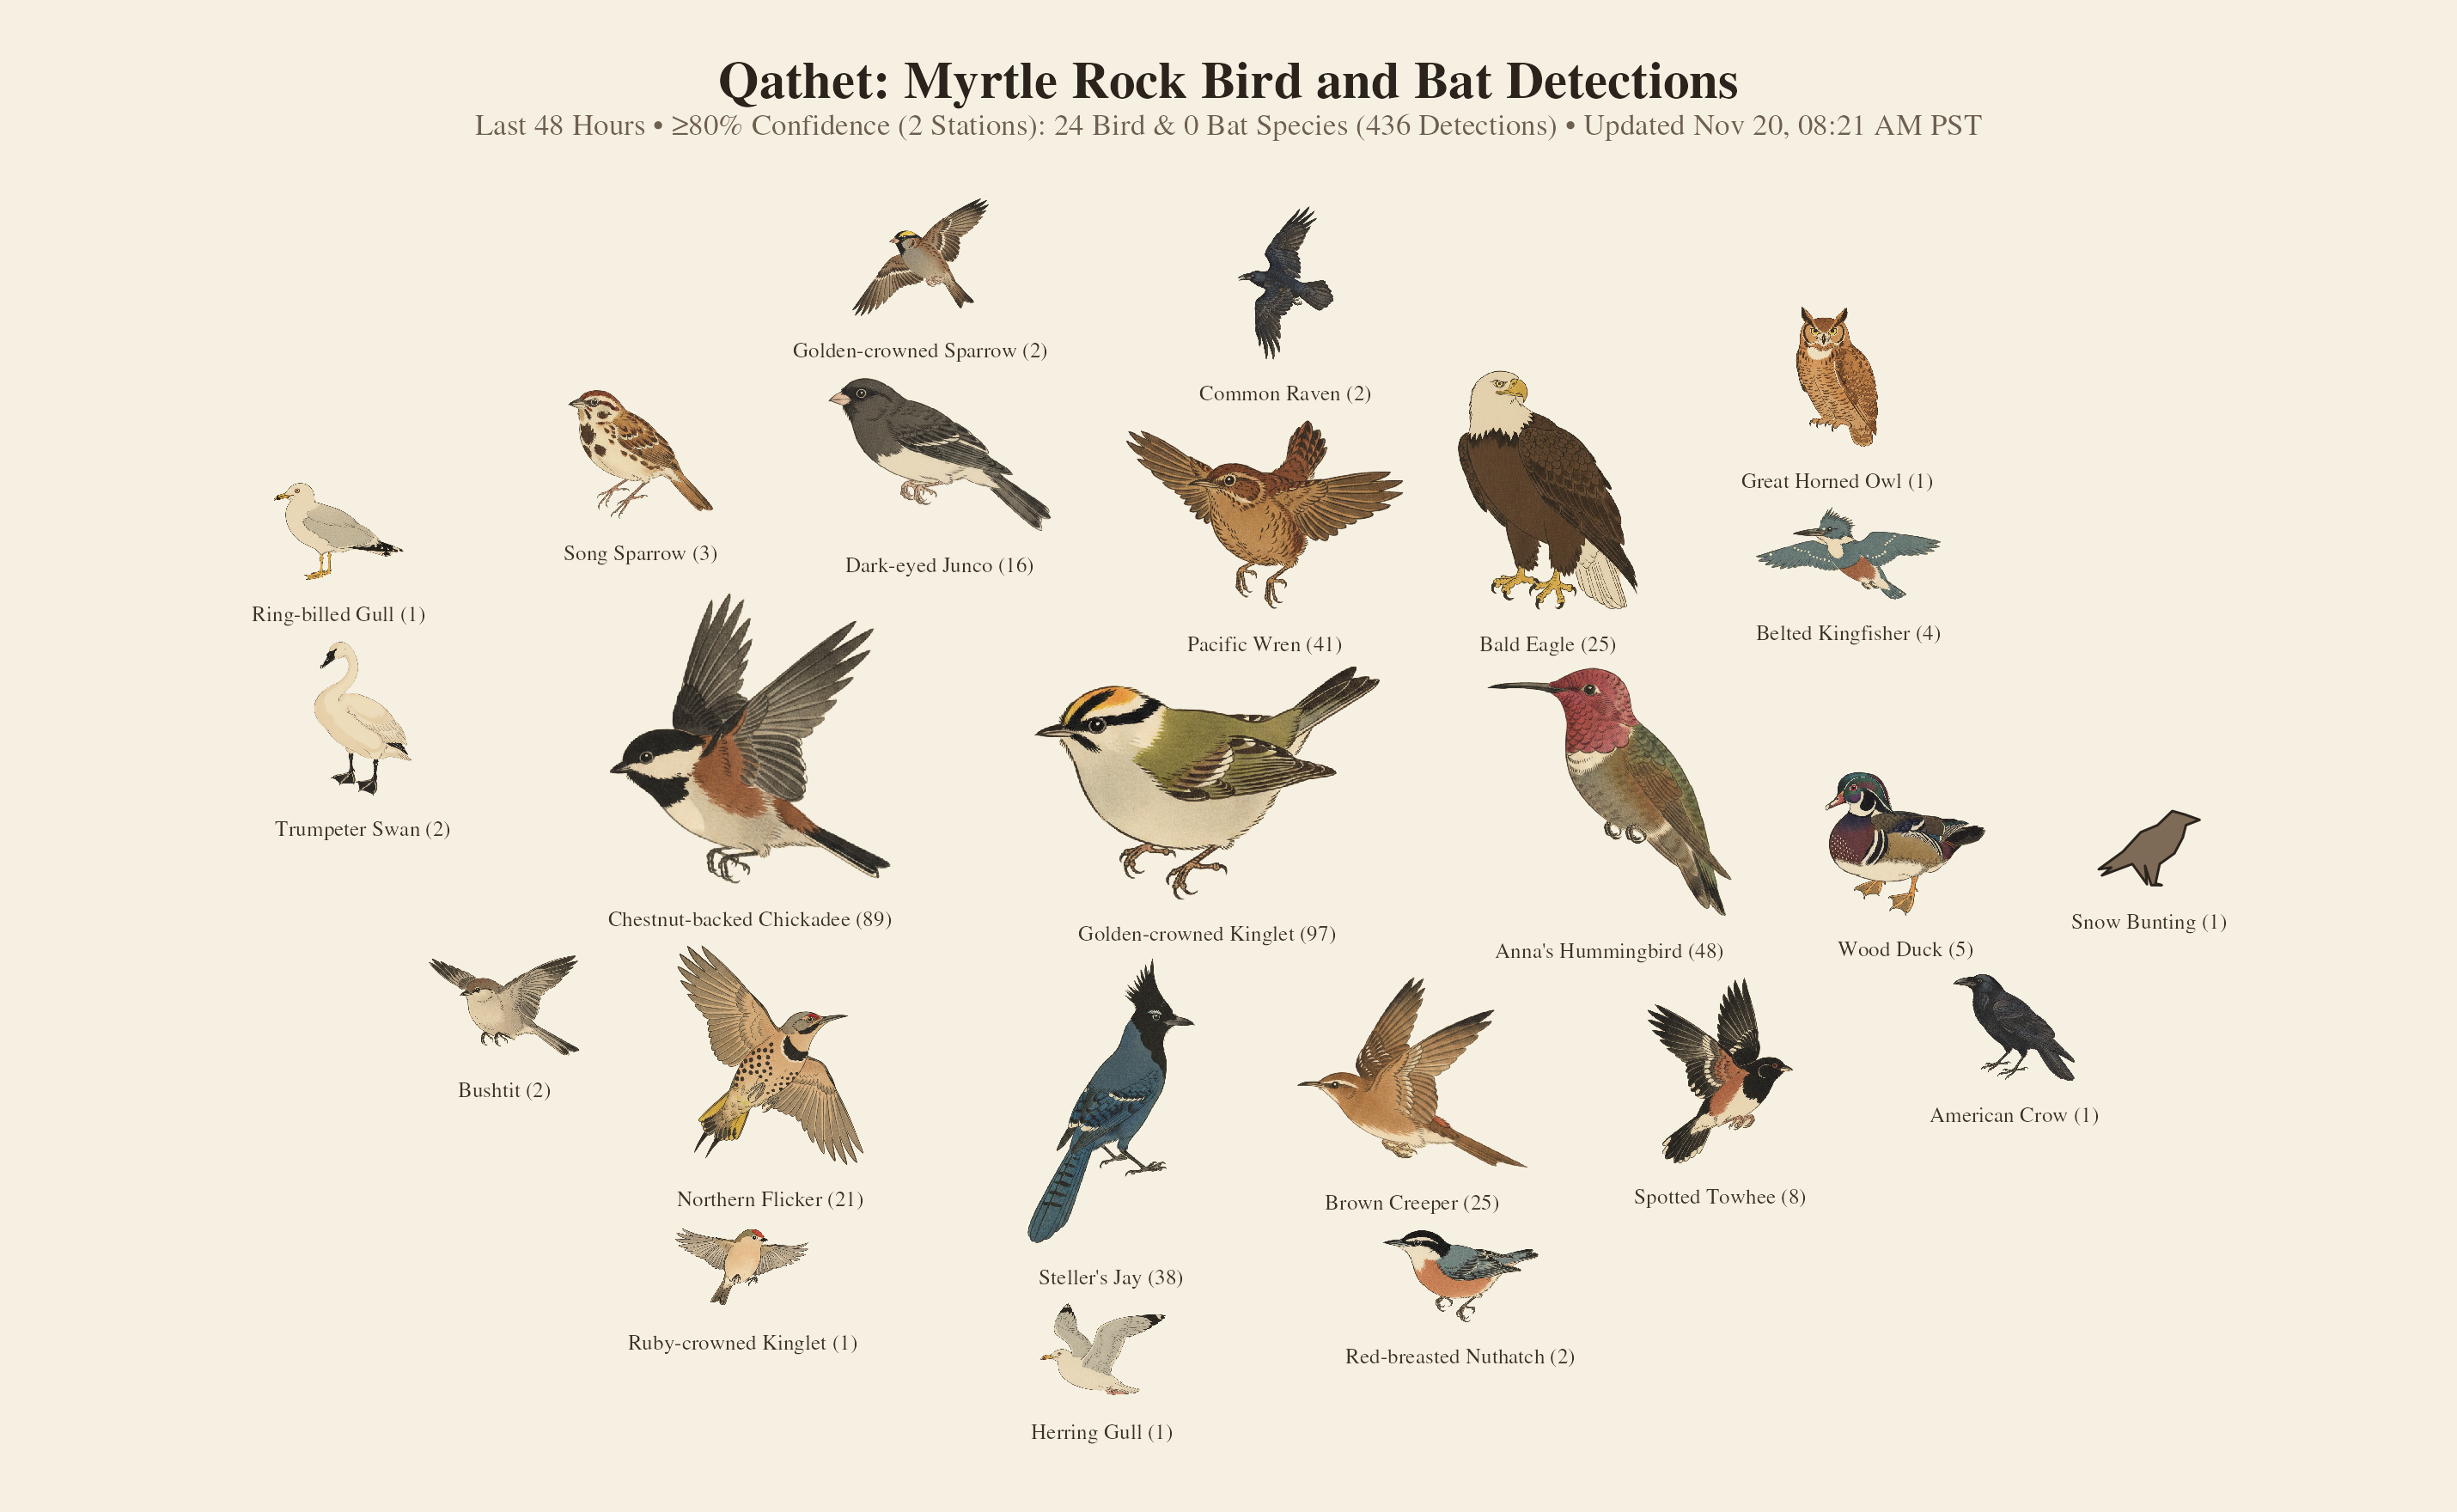 Qathet: Myrtle Rock Bird and Bat Detections
Last 48 Hours • ≥80% Confidence (2 Stations): 24 Bird & 0 Bat Species (436 Detections) • Updated Nov 20, 08:21 AM PST
Golden-crowned Sparrow (2)
Common Raven (2)
Great Horned Owl (1)
Song Sparrow (3)
Dark-eyed Junco (16)
Ring-billed Gull (1)
Pacific Wren (41)
Bald Eagle (25)
Belted Kingfisher (4)
Trumpeter Swan (2)
Chestnut-backed Chickadee (89)
Golden-crowned Kinglet (97)
Anna's Hummingbird (48)
Wood Duck (5)
Snow Bunting (1)
Bushtit (2)
Northern Flicker (21)
Steller's Jay (38)
Brown Creeper (25)
Spotted Towhee (8)
American Crow (1)
Ruby-crowned Kinglet (1)
Red-breasted Nuthatch (2)
Herring Gull (1)